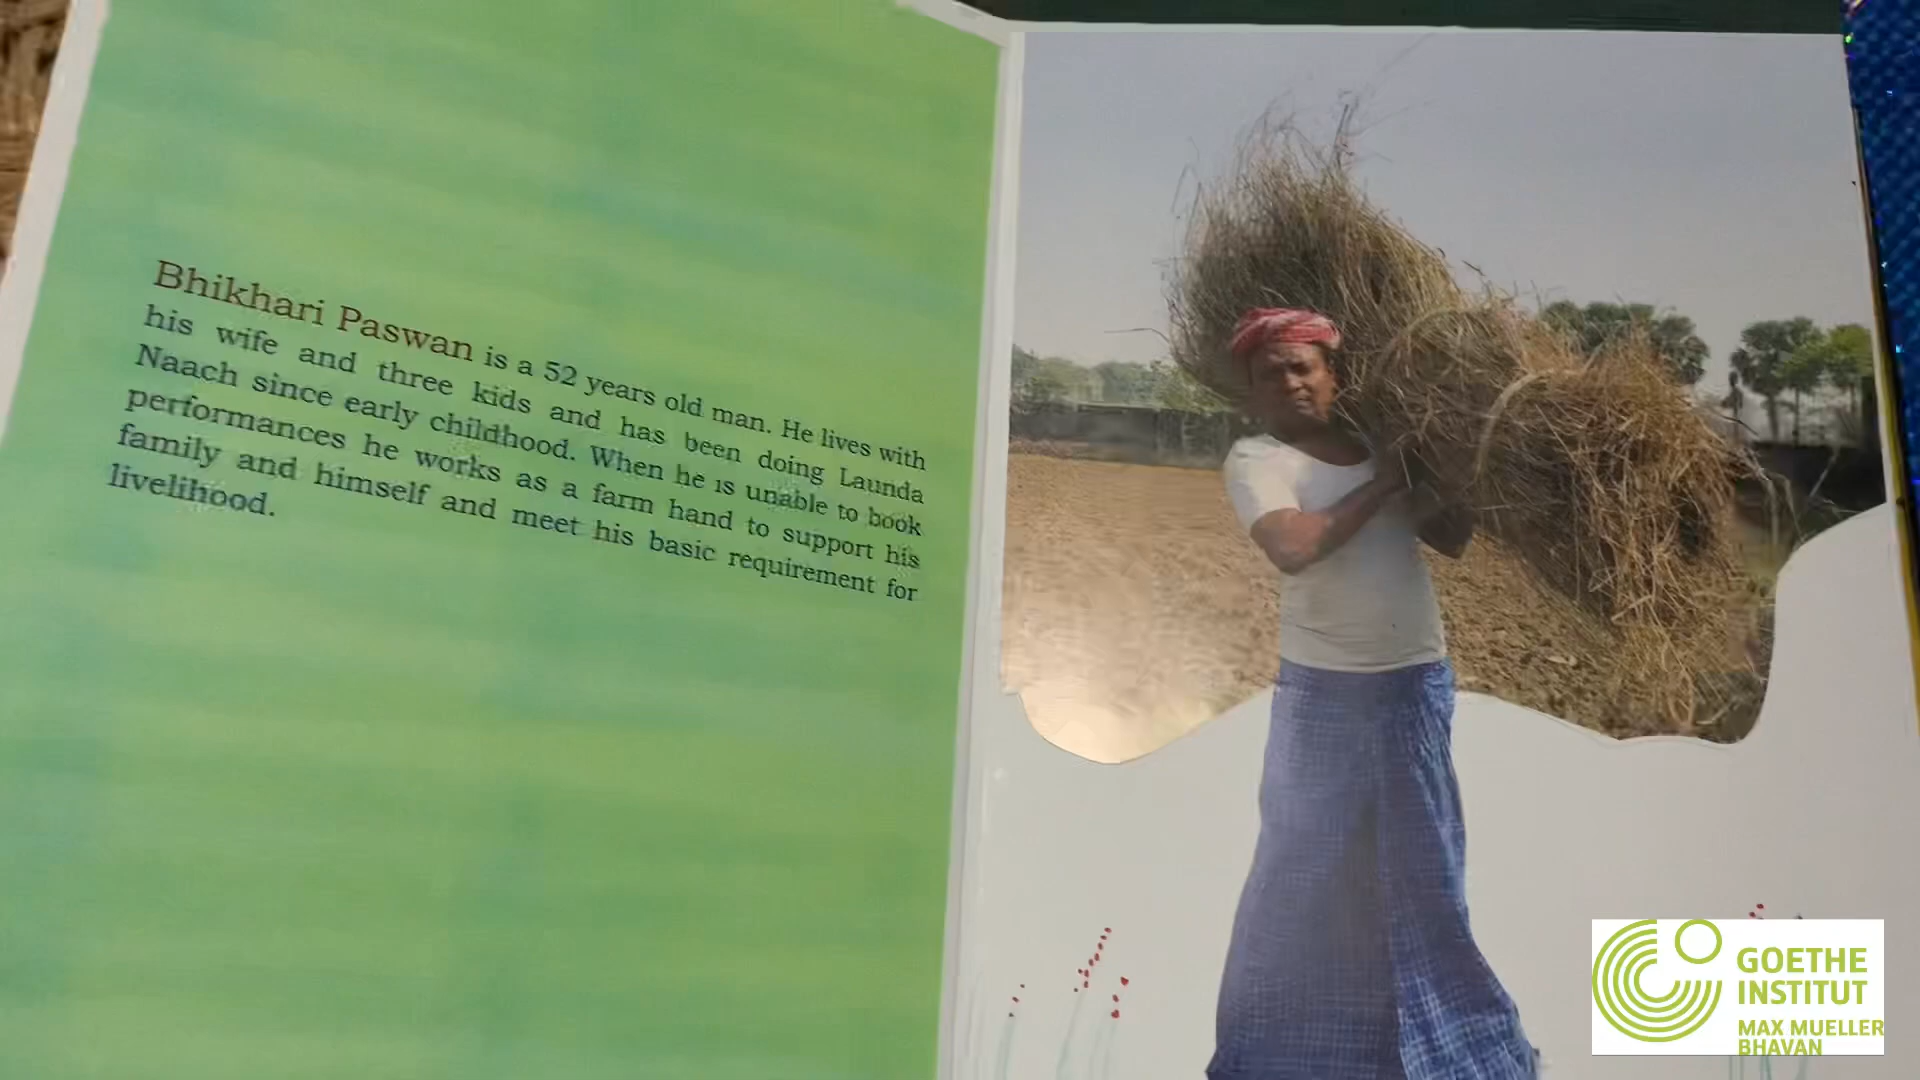 Bhikhari Paswan is a 52 years old man. He lives with
his wife and three kids and has been doing Launda
Naach since early childhood. When he is unable to book
performances he works as a farm hand to support his
family and himself and meet his basic requirement for
livelihood.
GOETHE
INSTITUT
MAX MUELLER
BHAVAN